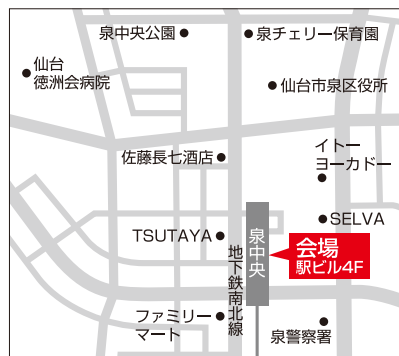 泉中央公園
泉チェリー保育園
仙台
徳洲会病院
仙台市泉区役所
イトー
ヨーカドー
佐藤長七酒店
SELVA
TSUTAYA
泉中央
会場
駅ビル4F
地下鉄南北線
ファミリー
マート
泉警察署